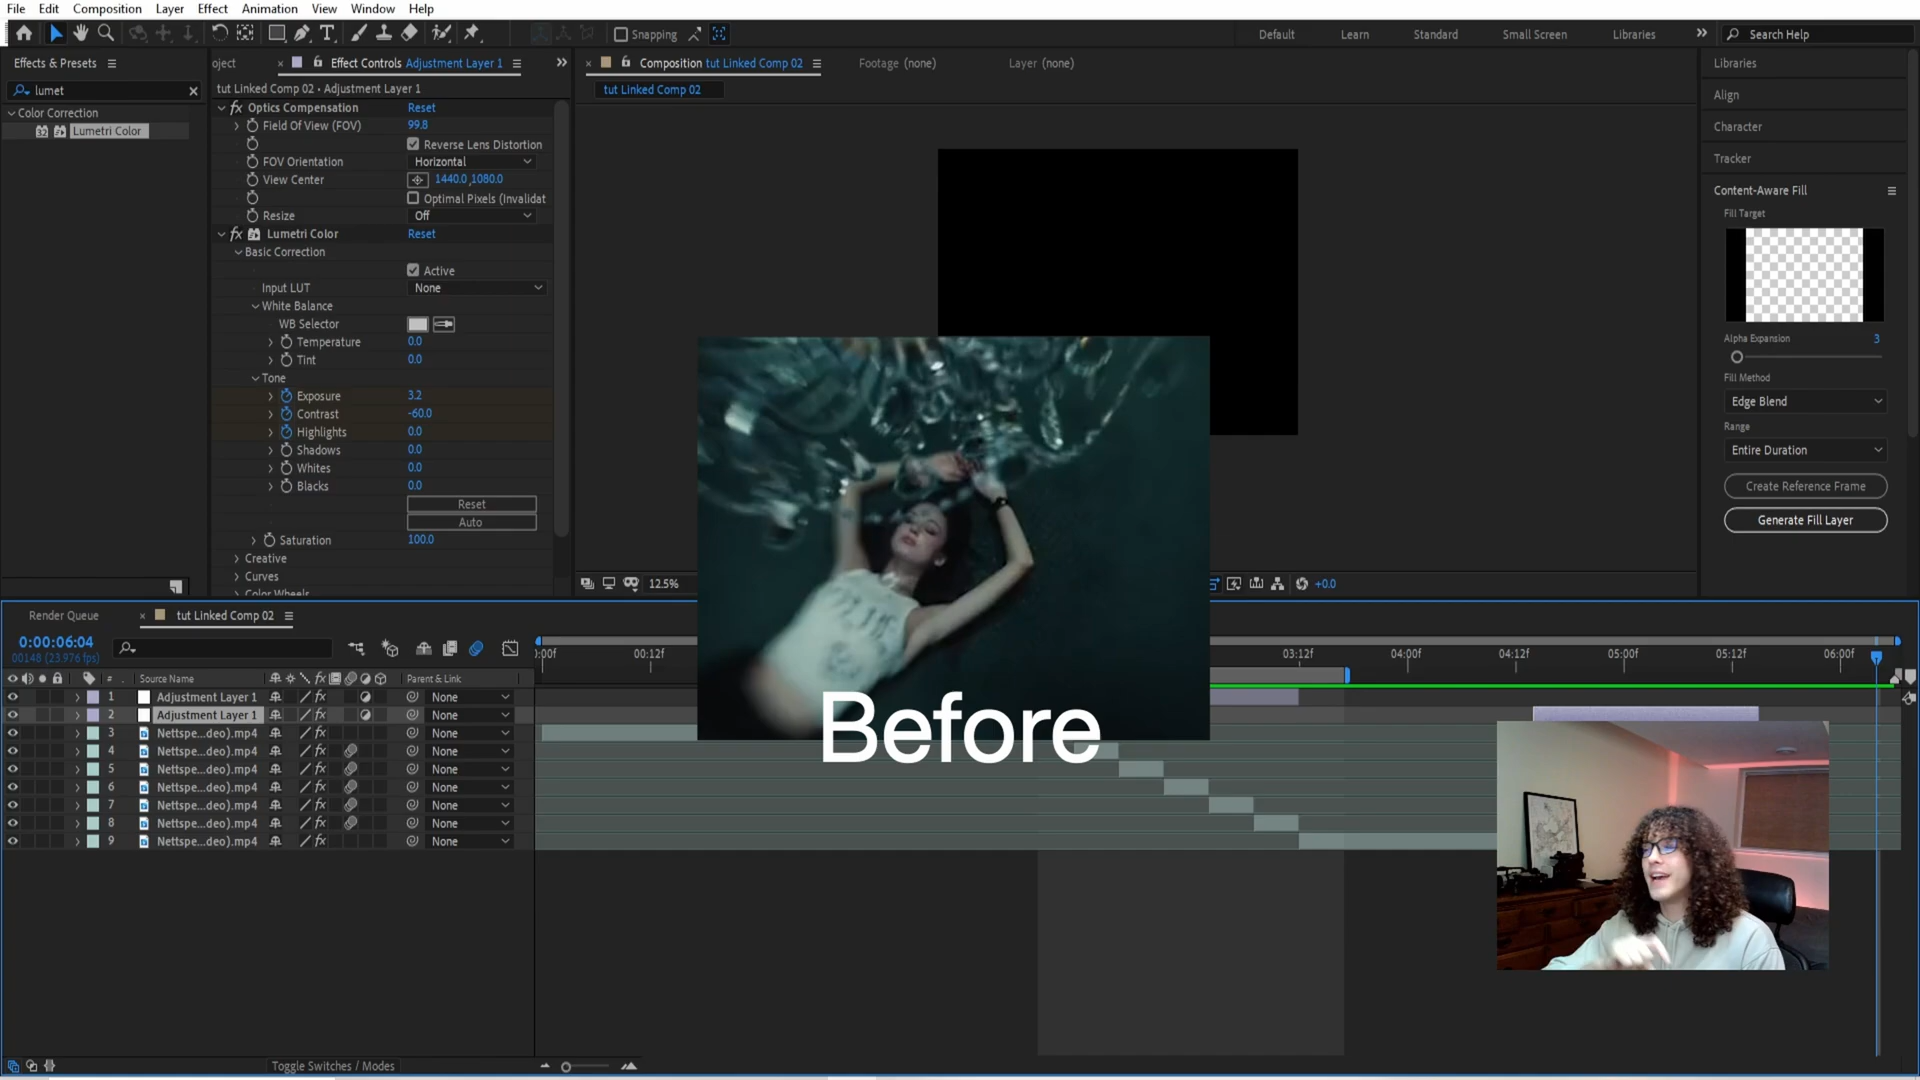 File Edit Composition Layer Effect Animation View Window Help
Snapping
Default Learn Standard Small Screen Libraries
Search Help
Effects & Presets
lumet
Color Correction
Lumetri Color
oject
Effect Controls Adjustment Layer 1
tut Linked Comp 02 • Adjustment Layer 1
fx Optics Compensation Reset
Field Of View (FOV) 99.8
Reverse Lens Distortion
FOV Orientation Horizontal
View Center 1440.0,1080.0
Optimal Pixels (Invalidat
Resize Off
fx Lumetri Color Reset
Basic Correction
Active
Input LUT None
White Balance
WB Selector
Temperature 0.0
Tint 0.0
Tone
Exposure 3.2
Contrast -60.0
Highlights 0.0
Shadows 0.0
Whites 0.0
Blacks 0.0
Reset
Auto
Saturation 100.0
Creative
Curves
Color Wheels
Composition tut Linked Comp 02
Footage (none)
Layer (none)
tut Linked Comp 02
12.5%
+0.0
Before
Libraries
Align
Character
Tracker
Content-Aware Fill
Fill Target
Alpha Expansion 3
Fill Method
Edge Blend
Range
Entire Duration
Create Reference Frame
Generate Fill Layer
Render Queue
tut Linked Comp 02
0:00:06:04
00148 (23.976 fps)
:00f 00:12f 03:12f 04:00f 04:12f 05:00f 05:12f 06:00f
# Source Name fx Parent & Link
1 Adjustment Layer 1 fx None
2 Adjustment Layer 1 fx None
3 Nettspe...deo).mp4 fx None
4 Nettspe...deo).mp4 fx None
5 Nettspe...deo).mp4 fx None
6 Nettspe...deo).mp4 fx None
7 Nettspe...deo).mp4 fx None
8 Nettspe...deo).mp4 fx None
9 Nettspe...deo).mp4 fx None
Toggle Switches / Modes